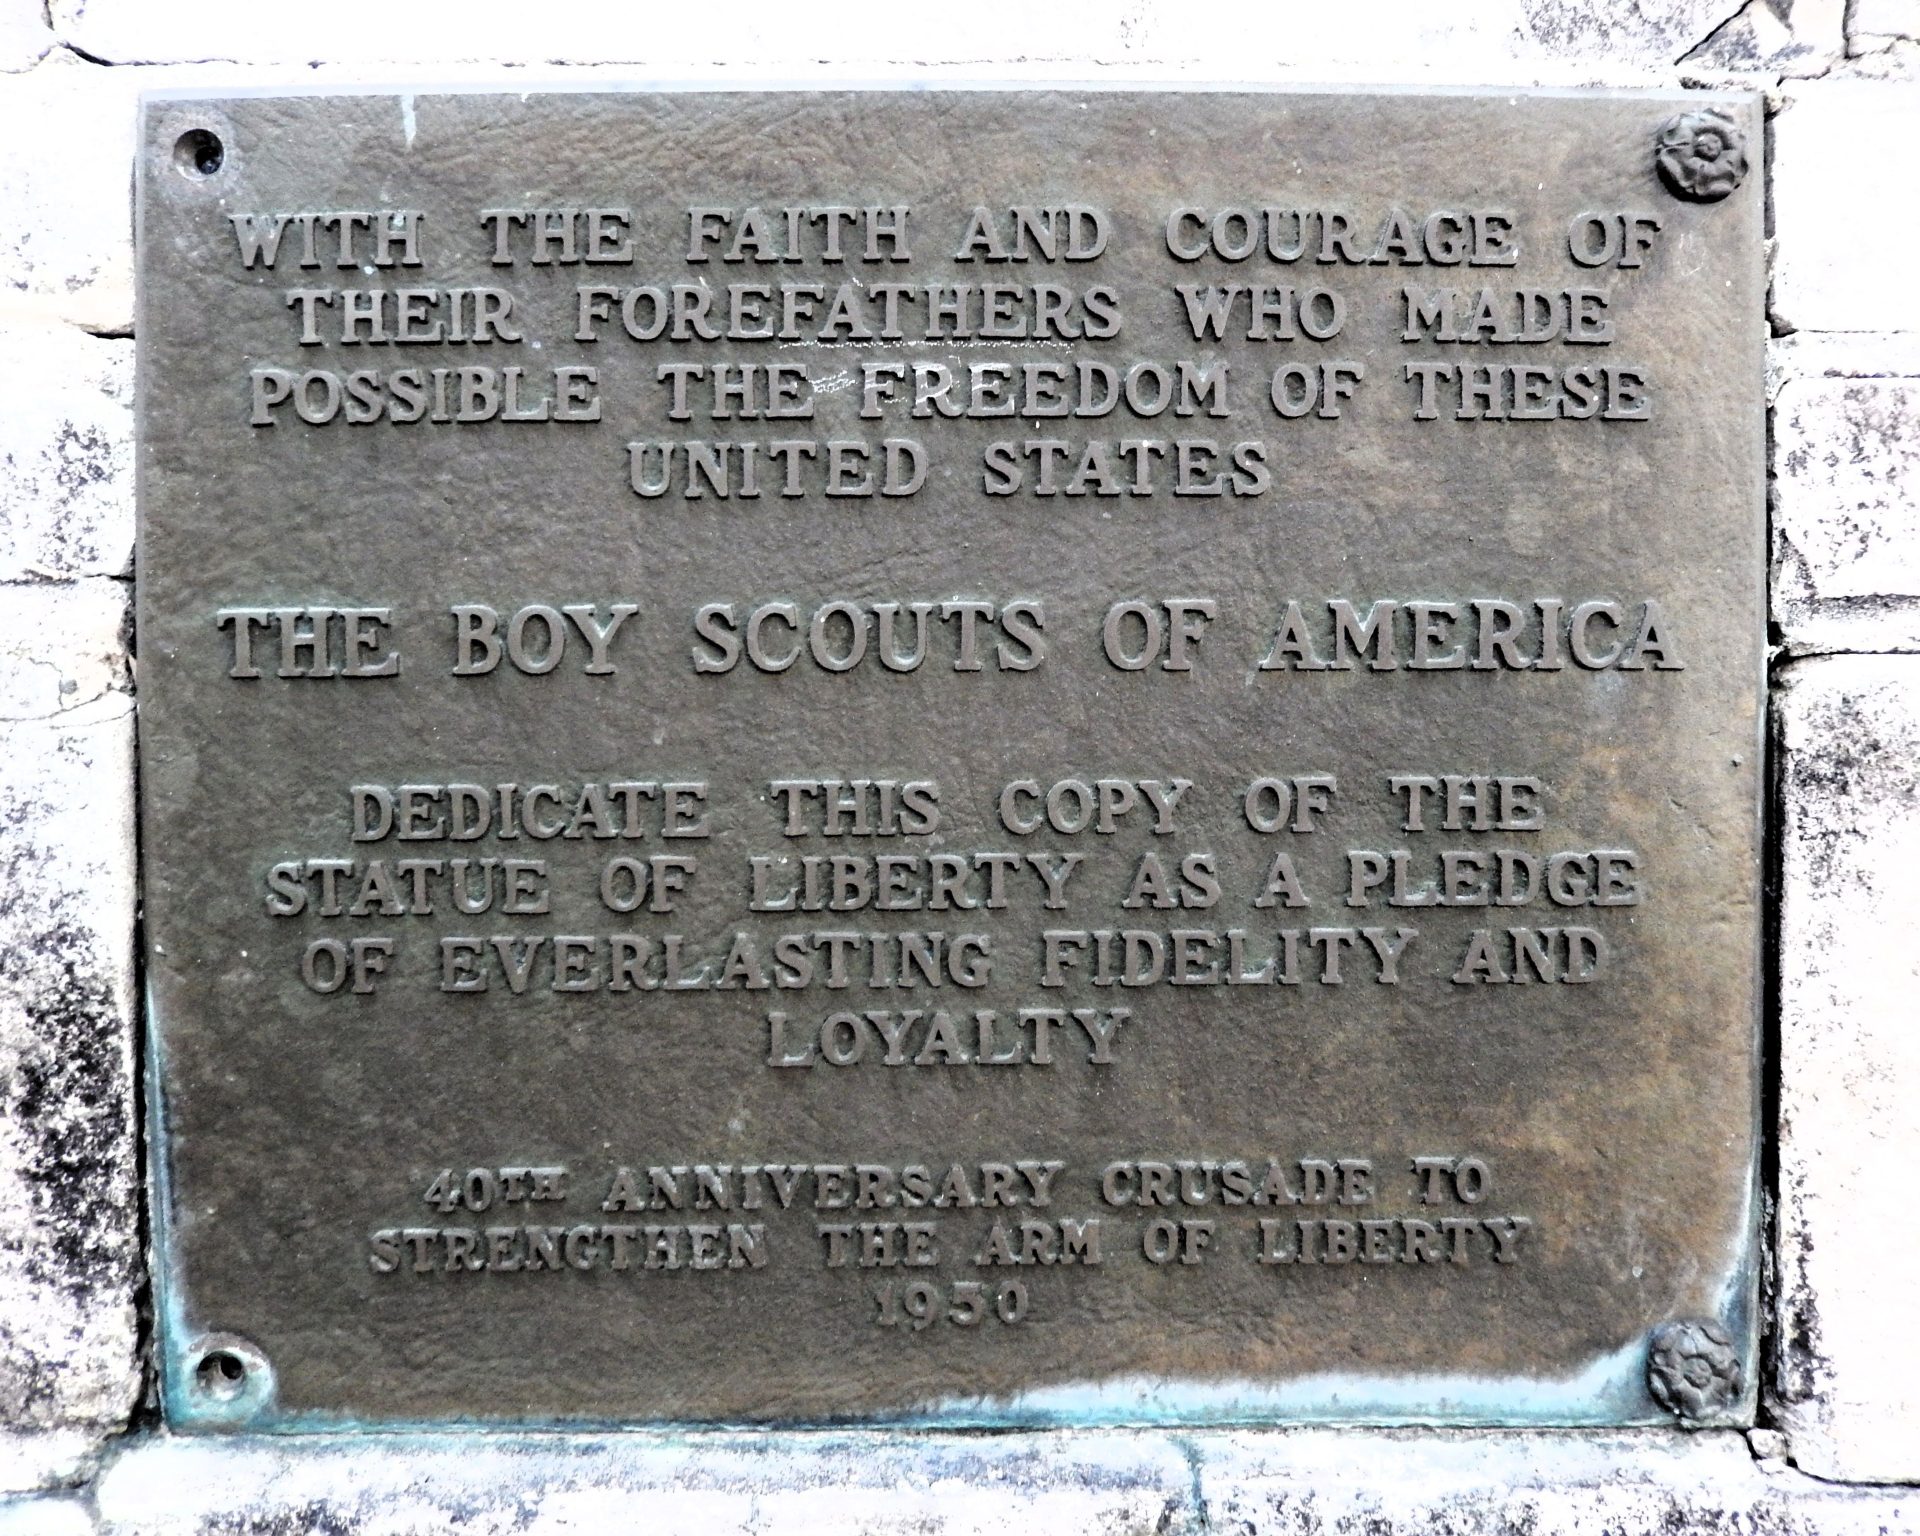 WITH THE FAITH AND COURAGE OF
THEIR FOREFATHERS WHO MADE
POSSIBLE THE FREEDOM OF THESE
UNITED STATES
THE BOY SCOUTS OF AMERICA
DEDICATE THIS COPY OF THE
STATUE OF LIBERTY AS A PLEDGE
OF EVERLASTING FIDELITY AND
LOYALTY
40TH ANNIVERSARY CRUSADE TO
STRENGTHEN THE ARM OF LIBERTY
1950